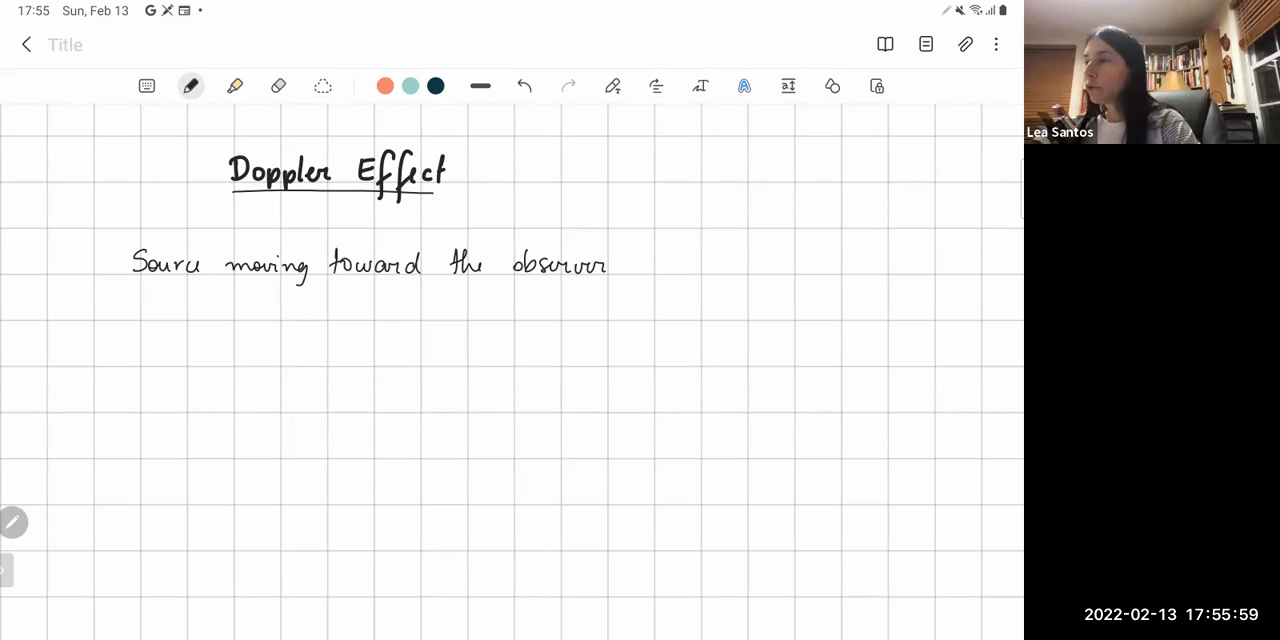 17:55 Sun, Feb 13
Title
Lea Santos
Doppler Effect
Source moving toward the observer
2022-02-13 17:55:59